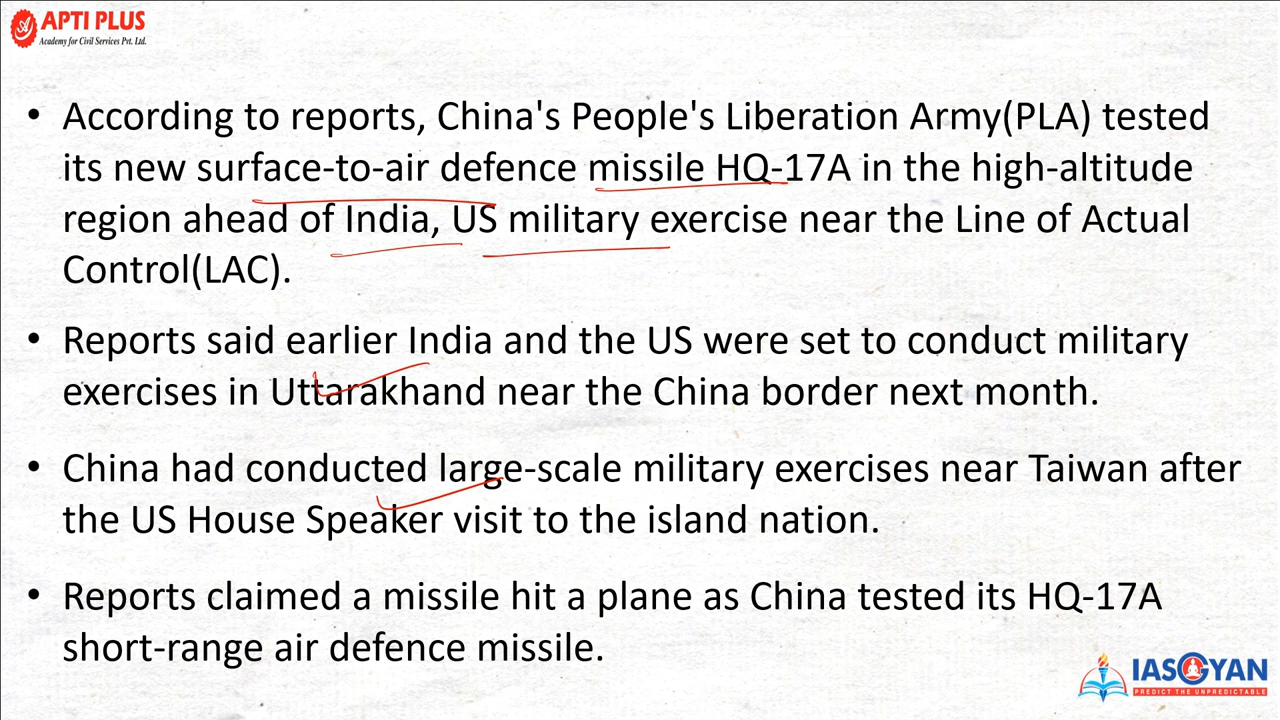 APTI PLUS
Academy for Civil Services Pvt. Ltd.
• According to reports, China's People's Liberation Army(PLA) tested
its new surface-to-air defence missile HQ-17A in the high-altitude
region ahead of India, US military exercise near the Line of Actual
Control(LAC).
• Reports said earlier India and the US were set to conduct military
exercises in Uttarakhand near the China border next month.
• China had conducted large-scale military exercises near Taiwan after
the US House Speaker visit to the island nation.
• Reports claimed a missile hit a plane as China tested its HQ-17A
short-range air defence missile.
IASGYAN
PREDICT THE UNPREDICTABLE